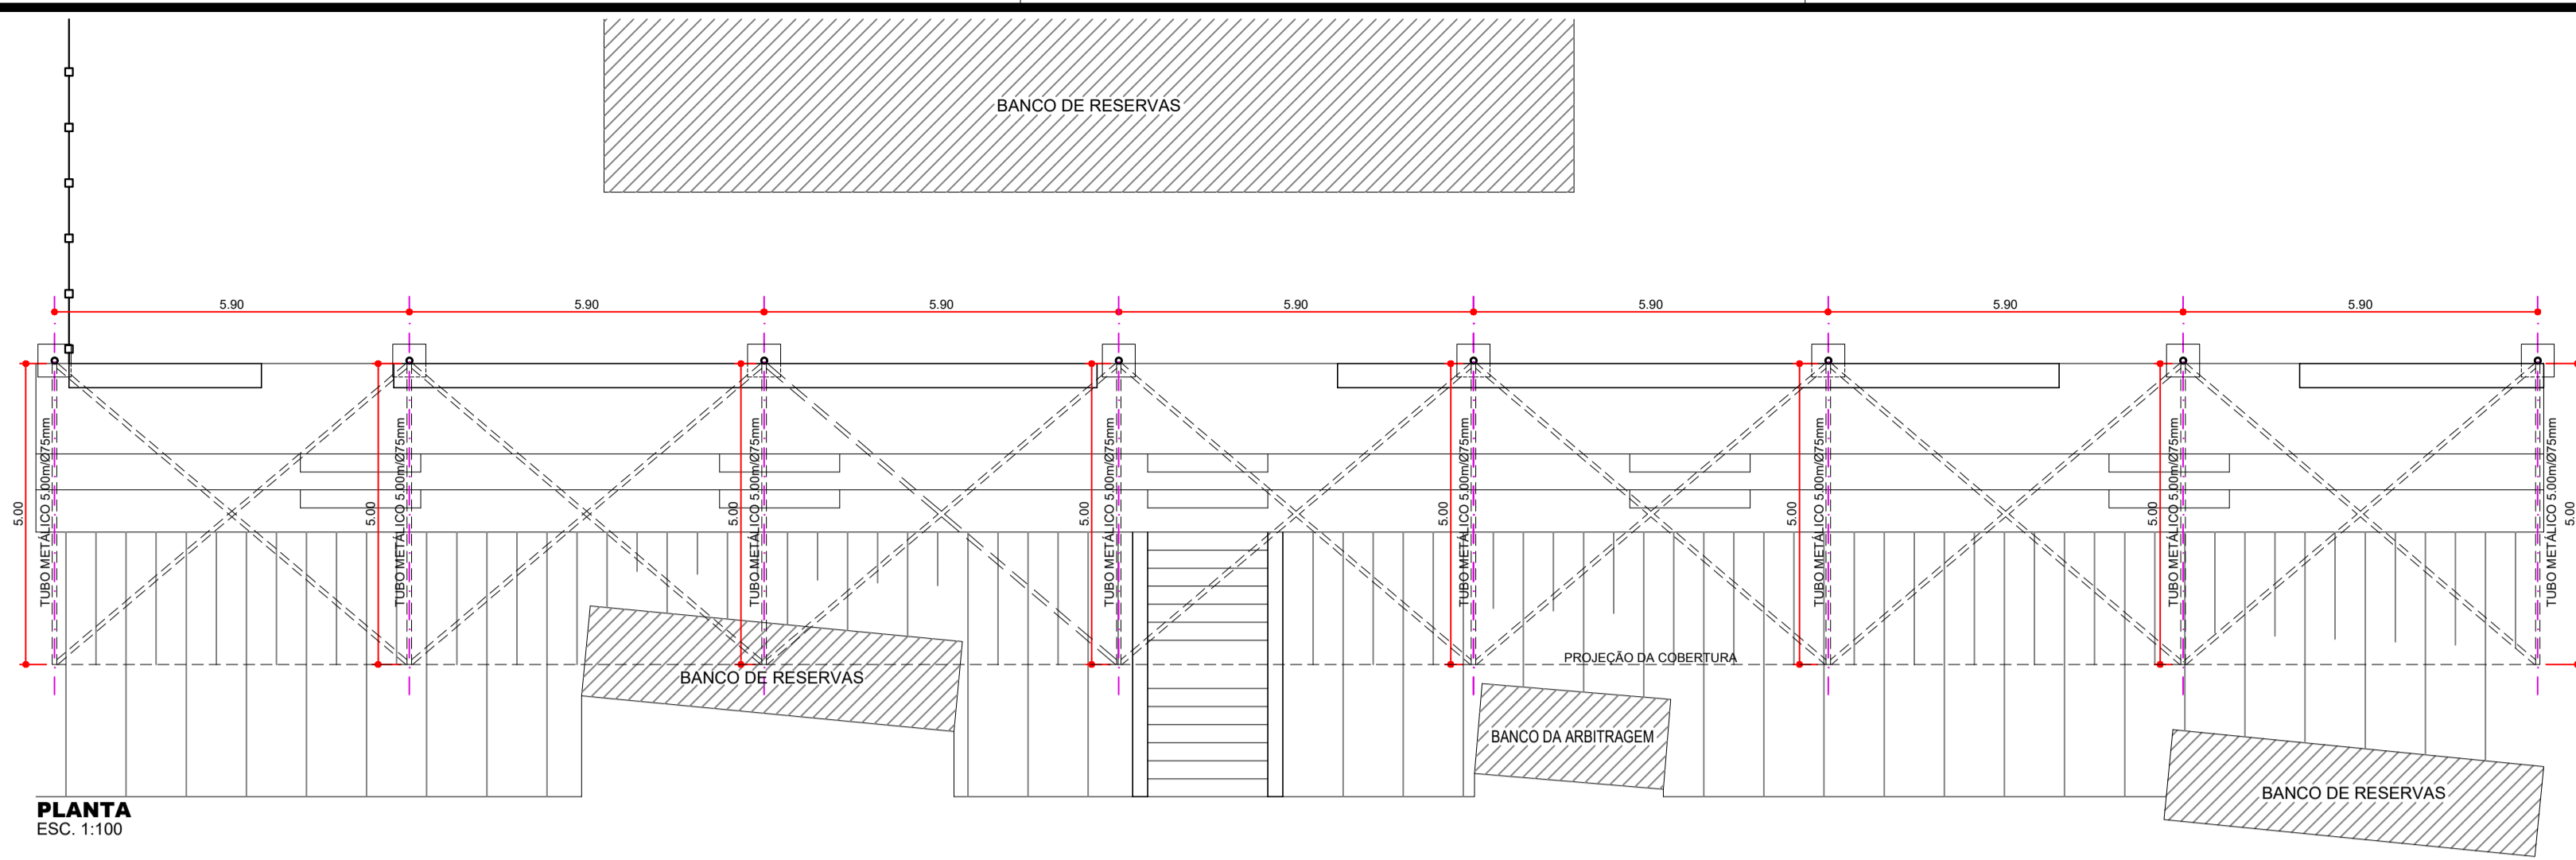 BANCO DE RESERVAS
5.90
5.90
5.90
5.90
5.90
5.90
5.90
5.00
TUBO METÁLICO 5.00m/Ø75mm
5.00
TUBO METÁLICO 5.00m/Ø75mm
5.00
TUBO METÁLICO 5.00m/Ø75mm
5.00
TUBO METÁLICO 5.00m/Ø75mm
5.00
TUBO METÁLICO 5.00m/Ø75mm
5.00
TUBO METÁLICO 5.00m/Ø75mm
5.00
TUBO METÁLICO 5.00m/Ø75mm
TUBO METÁLICO 5.00m/Ø75mm
5.00
PROJEÇÃO DA COBERTURA
BANCO DE RESERVAS
BANCO DA ARBITRAGEM
BANCO DE RESERVAS
PLANTA
ESC. 1:100